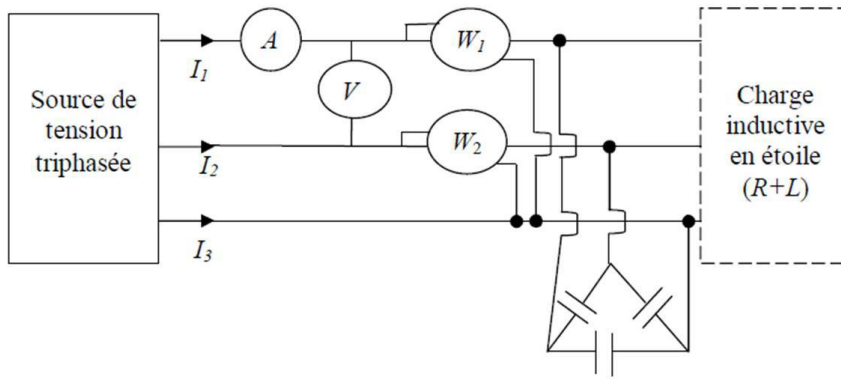 Source de
tension
triphasée
I1
A
V
W1
I2
W2
I3
Charge
inductive
en étoile
(R+L)